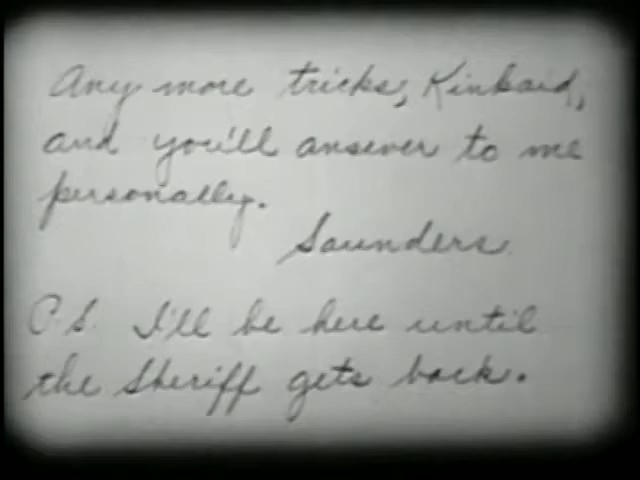 Any more tricks, Kinkaid,
and you'll answer to me
personally.
Saunders
P.S. I'll be here until
the Sheriff gets back.